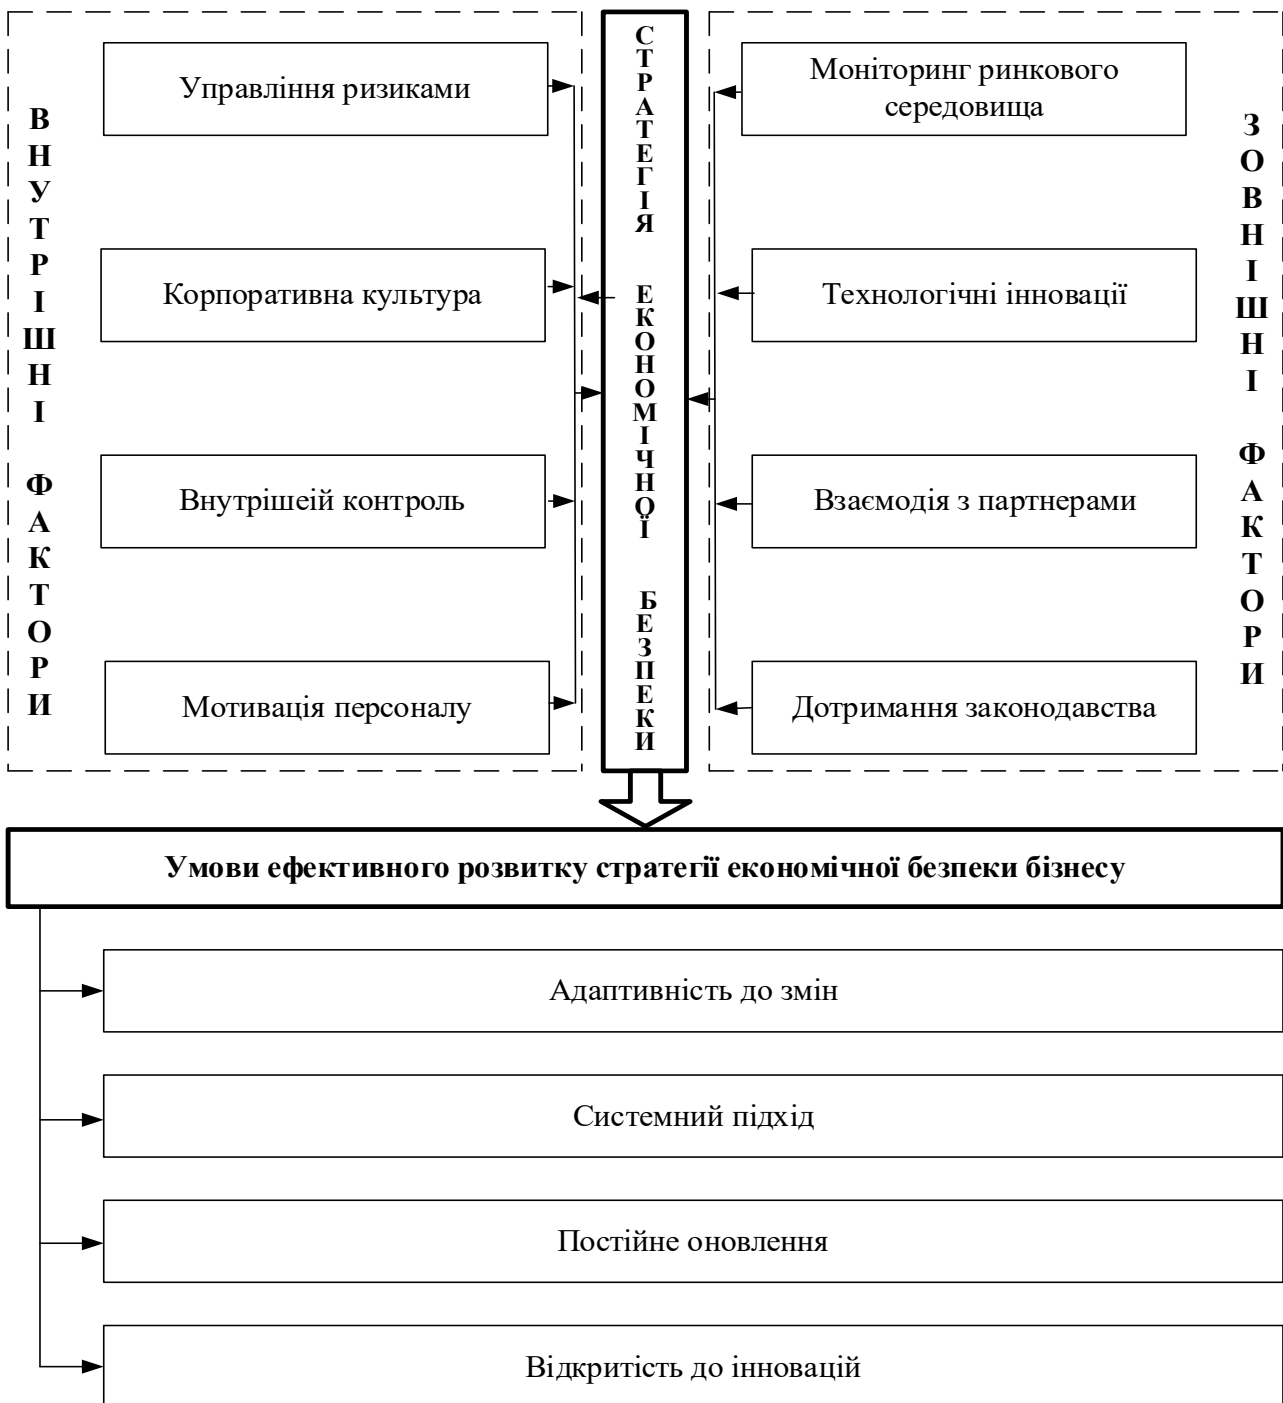 ВНУТРІШНІ ФАКТОРИ
Управління ризиками
Корпоративна культура
Внутрішеій контроль
Мотивація персоналу
СТРАТЕГІЯ ЕКОНОМІЧНОЇ БЕЗПЕКИ
Моніторинг ринкового
середовища
Технологічні інновації
Взаємодія з партнерами
Дотримання законодавства
ЗОВНІШНІ ФАКТОРИ
Умови ефективного розвитку стратегії економічної безпеки бізнесу
Адаптивність до змін
Системний підхід
Постійне оновлення
Відкритість до інновацій